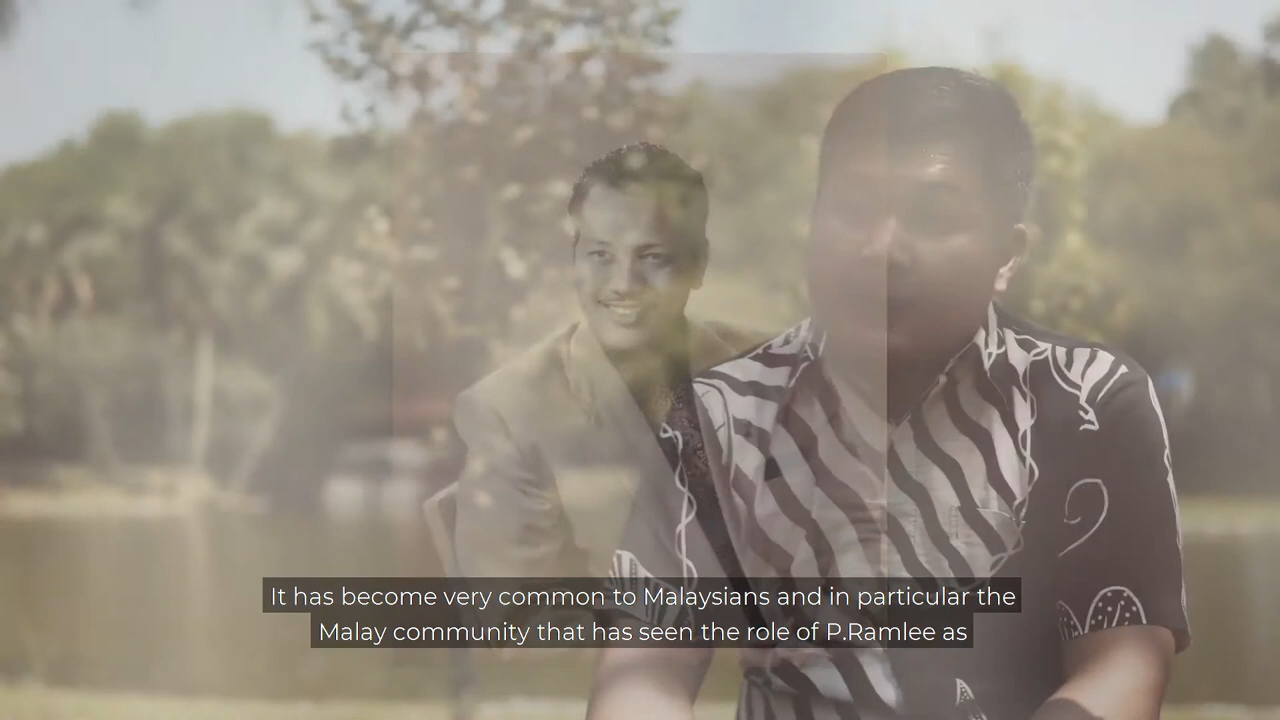 It has become very common to Malaysians and in particular the
Malay community that has seen the role of P.Ramlee as